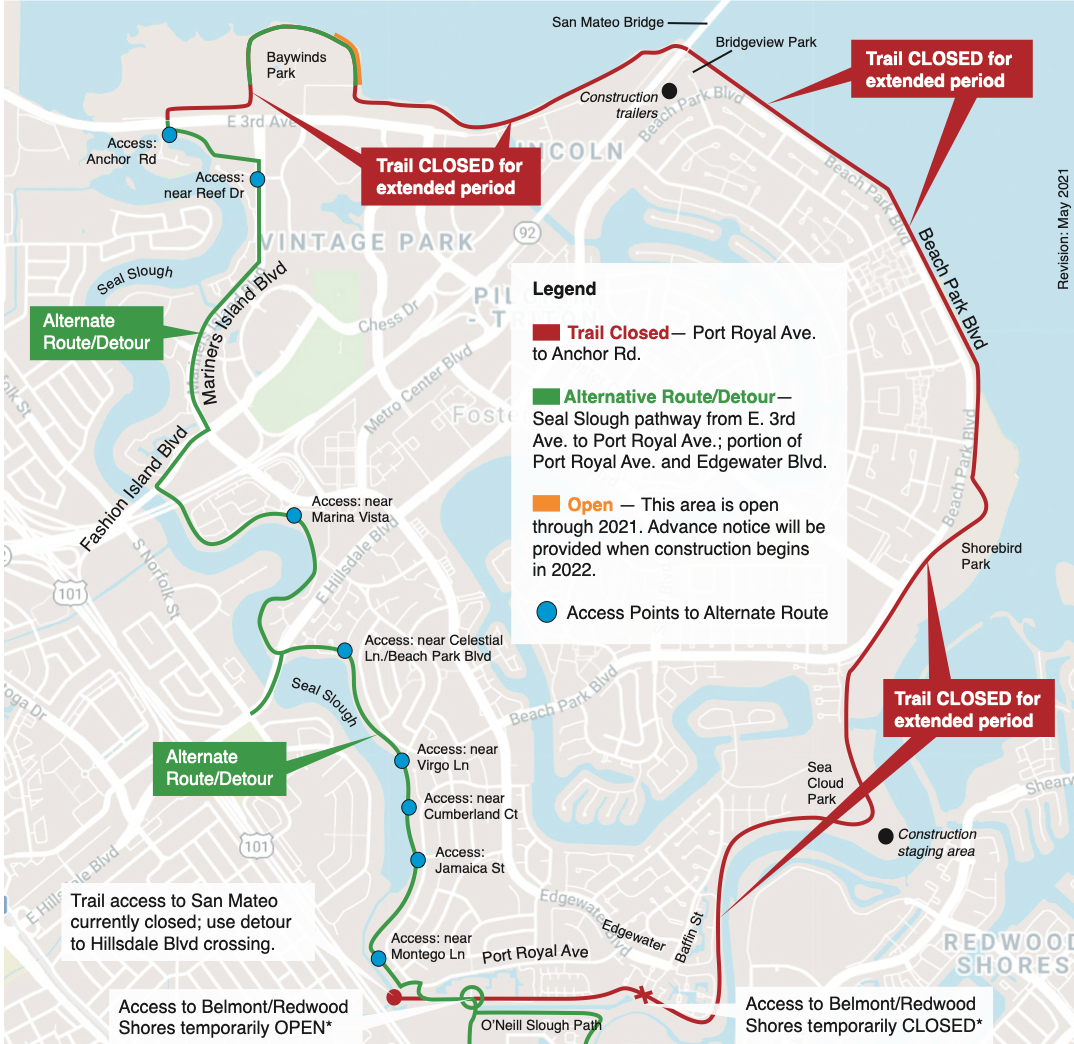 San Mateo Bridge
Bridgeview Park
Baywinds
Park
Trail CLOSED for
extended period
Construction
trailers
Beach Park Blvd
E 3rd Ave
Access:
Anchor Rd
Trail CLOSED for
extended period
Access:
near Reef Dr
Beach Park Blvd
Revision: May 2021
VINTAGE PARK
92
Beach Park Blvd
Seal Slough
Mariners Island Blvd
Alternate
Route/Detour
Chess Dr
Metro Center Blvd
Legend
Trail Closed— Port Royal Ave.
to Anchor Rd.
Alternative Route/Detour—
Seal Slough pathway from E. 3rd
Ave. to Port Royal Ave.; portion of
Port Royal Ave. and Edgewater Blvd.
Open — This area is open
through 2021. Advance notice will be
provided when construction begins
in 2022.
Access Points to Alternate Route
Beach Park Blvd
Fashion Island Blvd
Access: near
Marina Vista
S Norfolk St
E Hillsdale Blvd
101
Shorebird
Park
Access: near Celestial
Ln./Beach Park Blvd
Seal Slough
Beach Park Blvd
Trail CLOSED for
extended period
Alternate
Route/Detour
Access: near
Virgo Ln
Sea
Cloud
Park
Access: near
Cumberland Ct
Construction
staging area
101
Access:
Jamaica St
E Hillsdale Blvd
Trail access to San Mateo
currently closed; use detour
to Hillsdale Blvd crossing.
Edgewater Blvd
Edgewater
Baffin St
Access: near
Montego Ln
Port Royal Ave
REDWOOD
SHORES
Access to Belmont/Redwood
Shores temporarily OPEN*
O'Neill Slough Path
Access to Belmont/Redwood
Shores temporarily CLOSED*